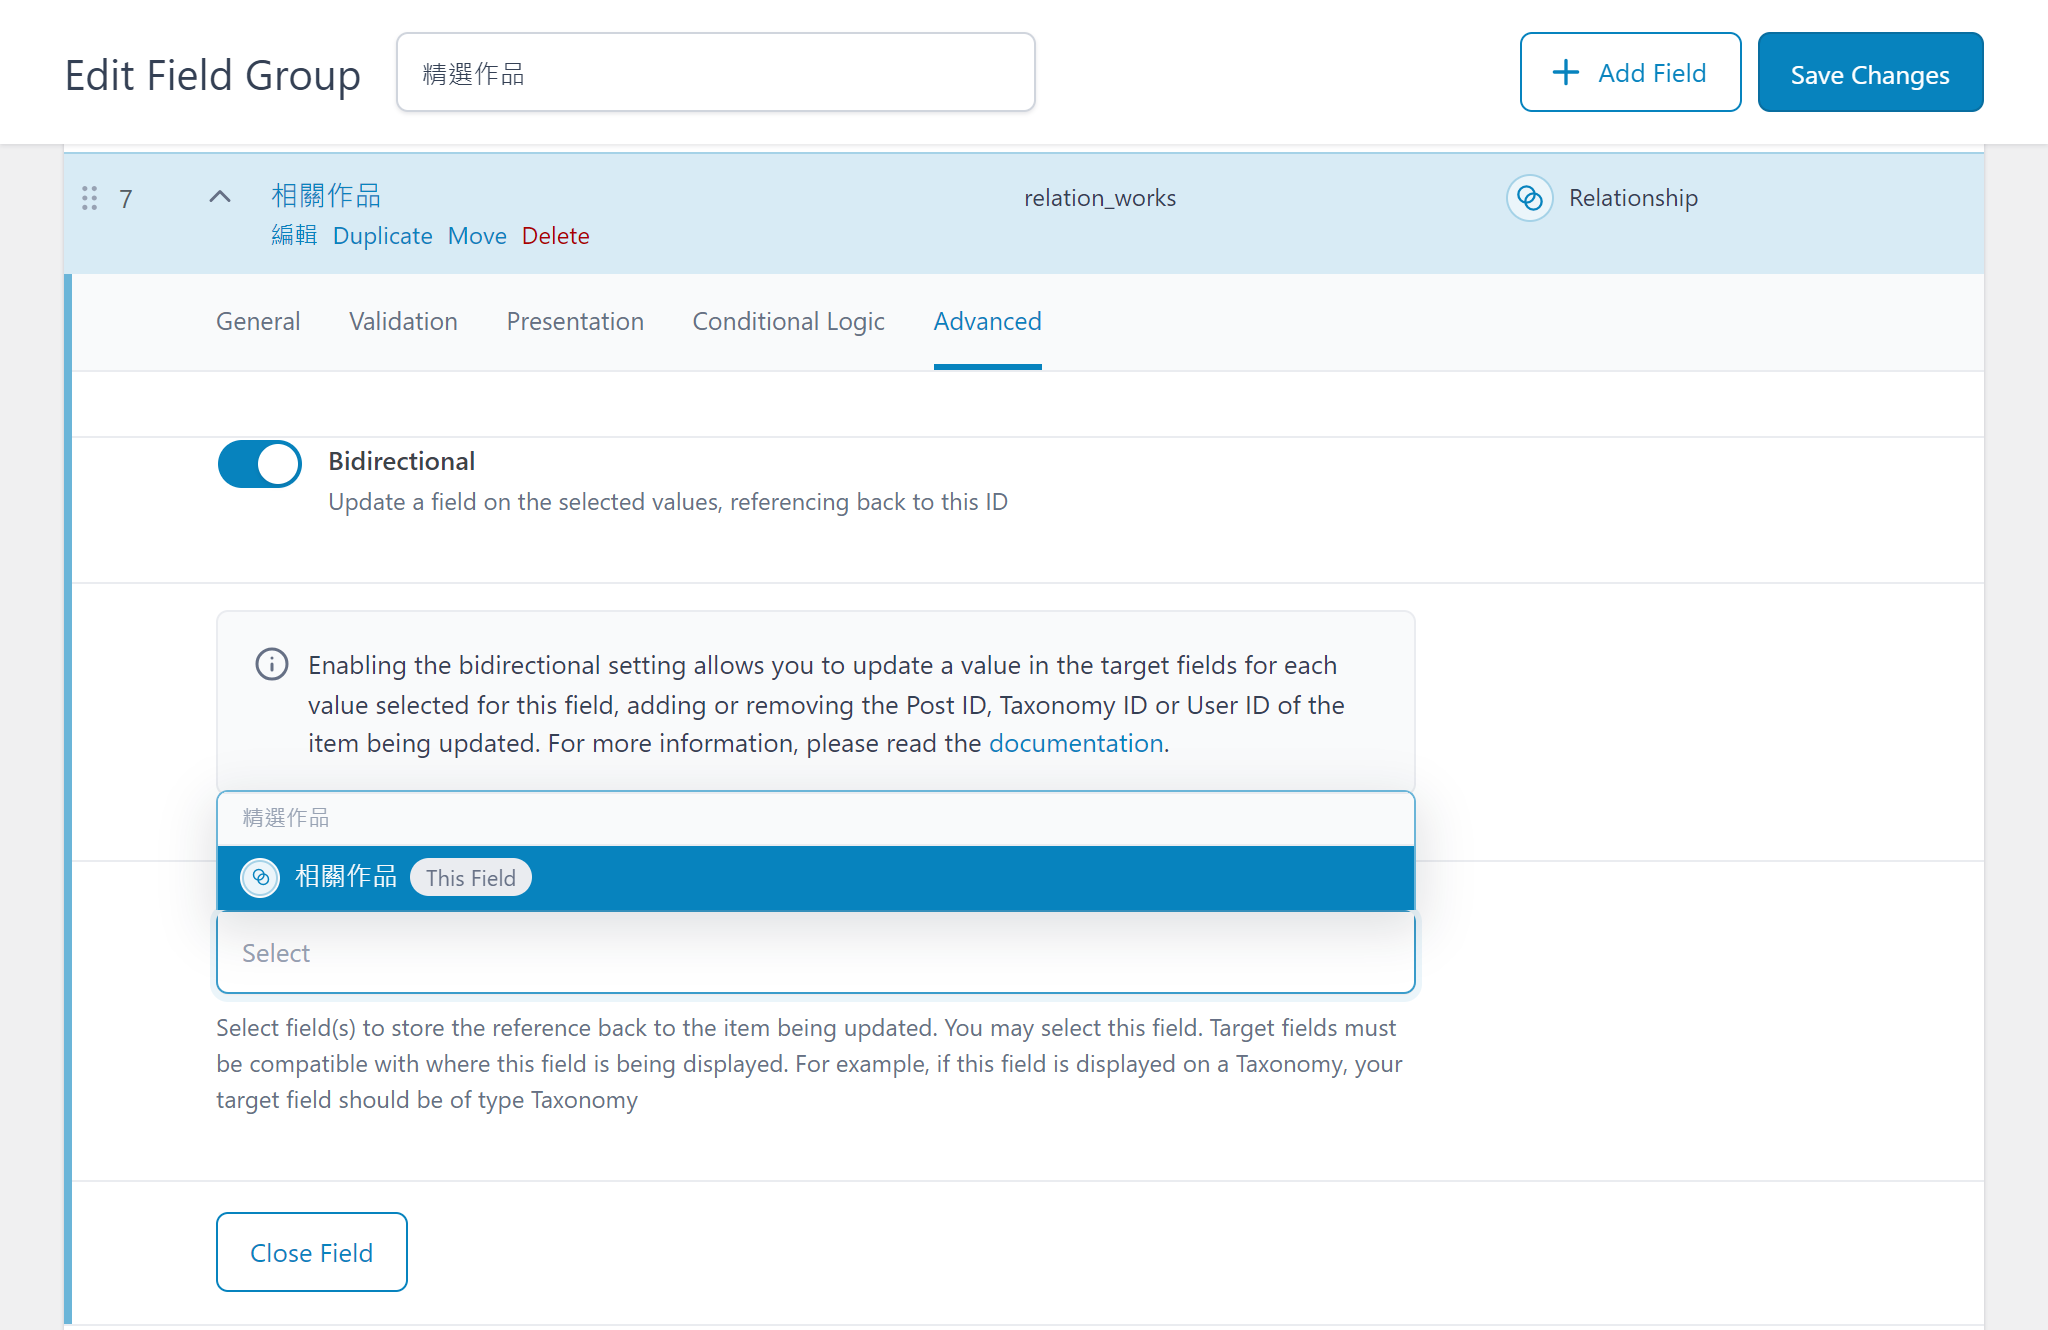 Edit Field Group
精選作品
Add Field
Save Changes
7
相關作品
relation_works
Relationship
編輯 Duplicate Move Delete
General Validation Presentation Conditional Logic Advanced
Bidirectional
Update a field on the selected values, referencing back to this ID
Enabling the bidirectional setting allows you to update a value in the target fields for each
value selected for this field, adding or removing the Post ID, Taxonomy ID or User ID of the
item being updated. For more information, please read the documentation.
精選作品
相關作品 This Field
Select
Select field(s) to store the reference back to the item being updated. You may select this field. Target fields must
be compatible with where this field is being displayed. For example, if this field is displayed on a Taxonomy, your
target field should be of type Taxonomy
Close Field